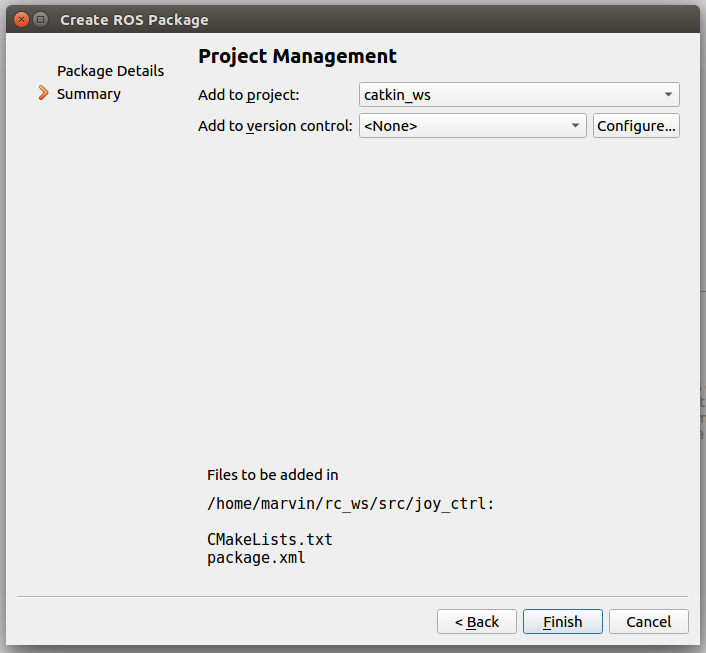 Create ROS Package
Package Details
Summary
Project Management
Add to project:
catkin_ws
Add to version control:
<None>
Configure...
Files to be added in
/home/marvin/rc_ws/src/joy_ctrl:
CMakeLists.txt
package.xml
< Back
Finish
Cancel